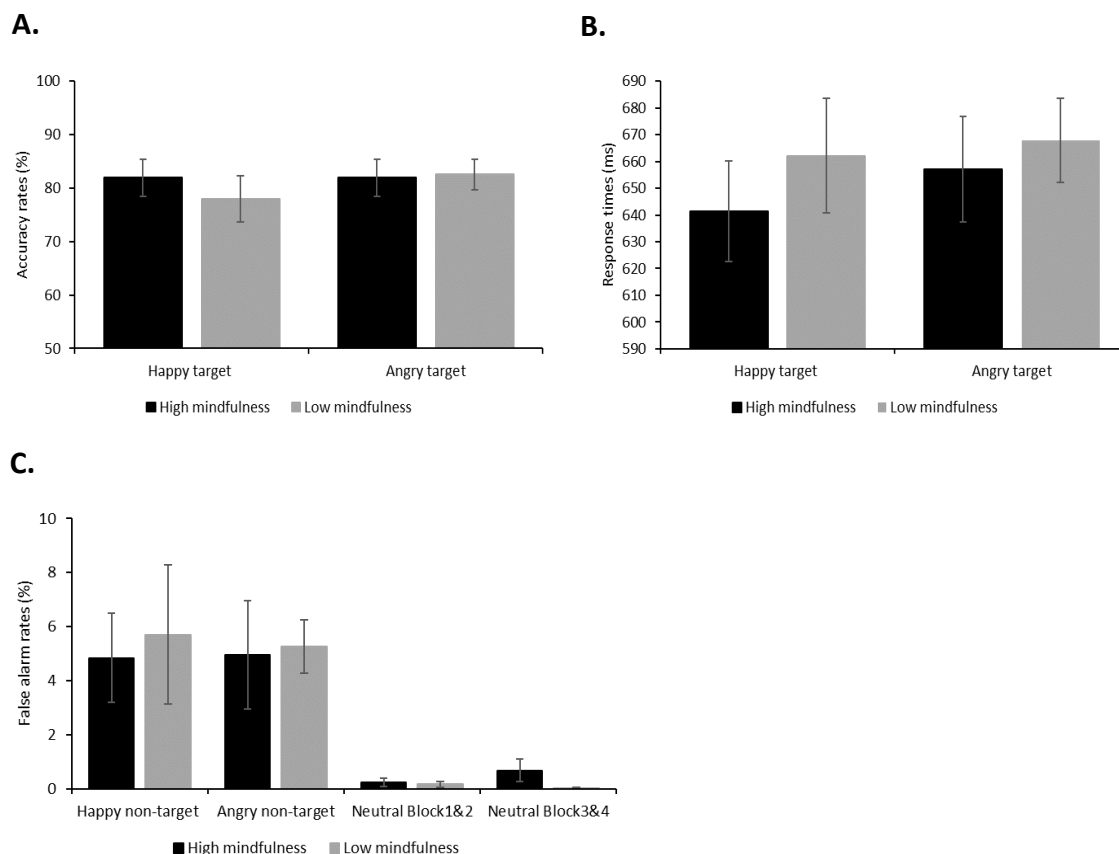 A.
Accuracy rates (%)
100
90
80
70
60
50
Happy target Angry target
High mindfulness Low mindfulness
B.
Response times (ms)
690
680
670
660
650
640
630
620
610
600
590
Happy target Angry target
High mindfulness Low mindfulness
C.
False alarm rates (%)
10
8
6
4
2
0
Happy non-target Angry non-target Neutral Block1&2 Neutral Block3&4
High mindfulness Low mindfulness